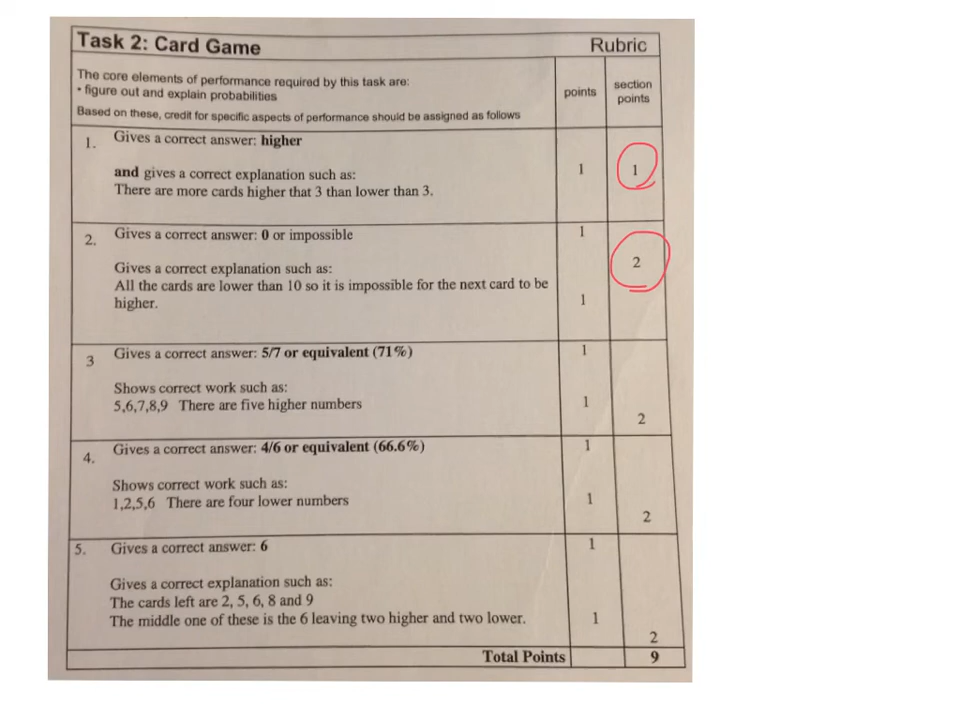 Task 2: Card Game Rubric
The core elements of performance required by this task are:
• figure out and explain probabilities
points
section
points
Based on these, credit for specific aspects of performance should be assigned as follows
1. Gives a correct answer: higher
and gives a correct explanation such as:
There are more cards higher that 3 than lower than 3.
1
1
2. Gives a correct answer: 0 or impossible
1
Gives a correct explanation such as:
All the cards are lower than 10 so it is impossible for the next card to be
higher.
1
2
3 Gives a correct answer: 5/7 or equivalent (71%)
1
Shows correct work such as:
5,6,7,8,9 There are five higher numbers
1
2
4. Gives a correct answer: 4/6 or equivalent (66.6%)
1
Shows correct work such as:
1,2,5,6 There are four lower numbers
1
2
5. Gives a correct answer: 6
1
Gives a correct explanation such as:
The cards left are 2, 5, 6, 8 and 9
The middle one of these is the 6 leaving two higher and two lower.
1
2
Total Points 9